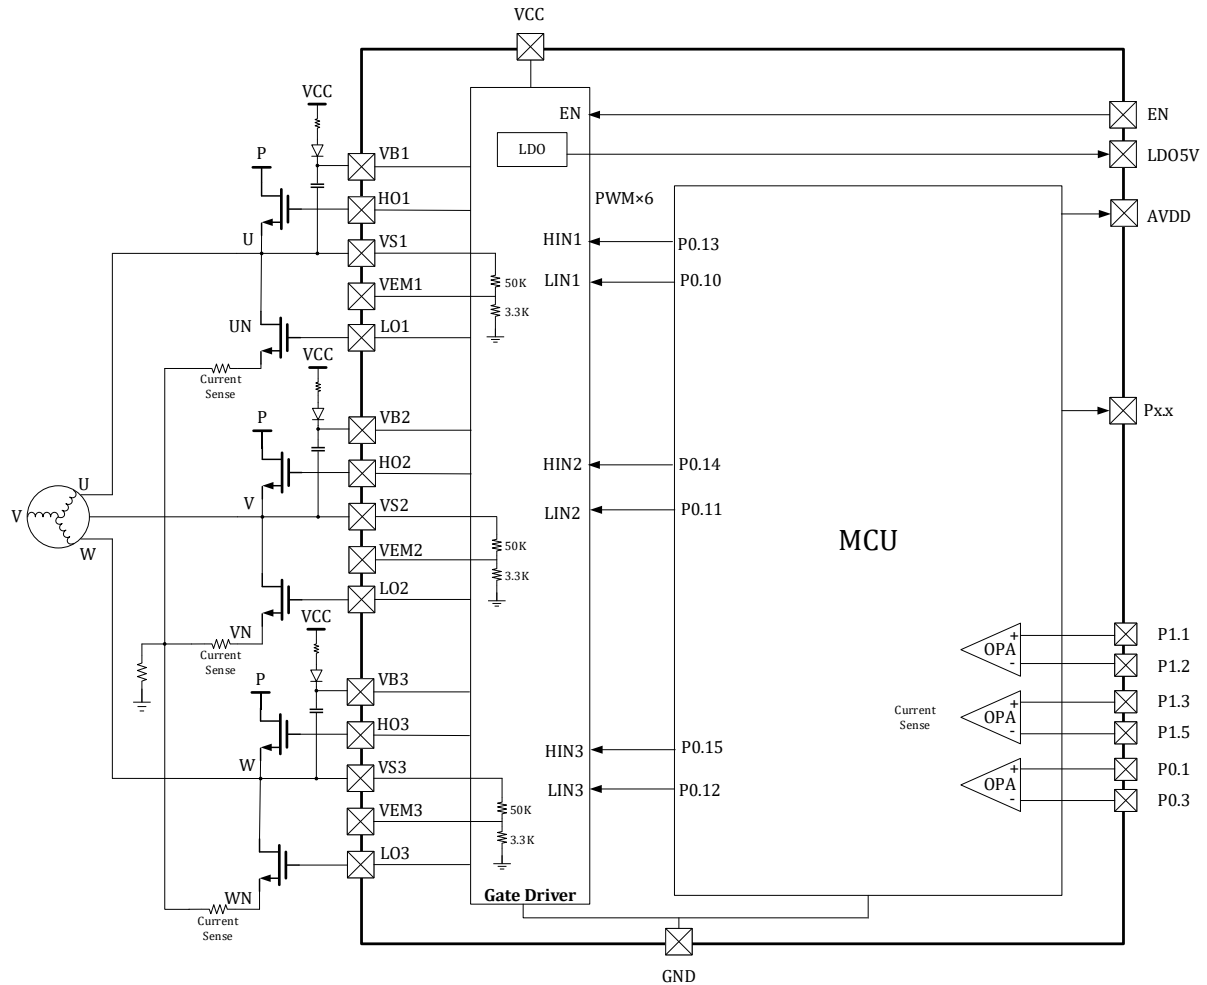 VCC
VCC
EN
EN
LDO
LDO5V
P
VB1
HO1
PWM×6
AVDD
U
VS1
HIN1
P0.13
VEM1
50K
LIN1
P0.10
3.3K
UN
LO1
VCC
Current
Sense
P
VB2
Px.x
HO2
HIN2
P0.14
U
V
V
VS2
LIN2
P0.11
MCU
W
VEM2
50K
3.3K
LO2
VCC
VN
P1.1
Current
Sense
+
OPA
-
P1.2
P
VB3
P1.3
Current
Sense
+
OPA
-
HO3
P1.5
HIN3
P0.15
W
VS3
P0.1
+
OPA
-
LIN3
P0.12
P0.3
VEM3
50K
3.3K
LO3
WN
Gate Driver
Current
Sense
GND